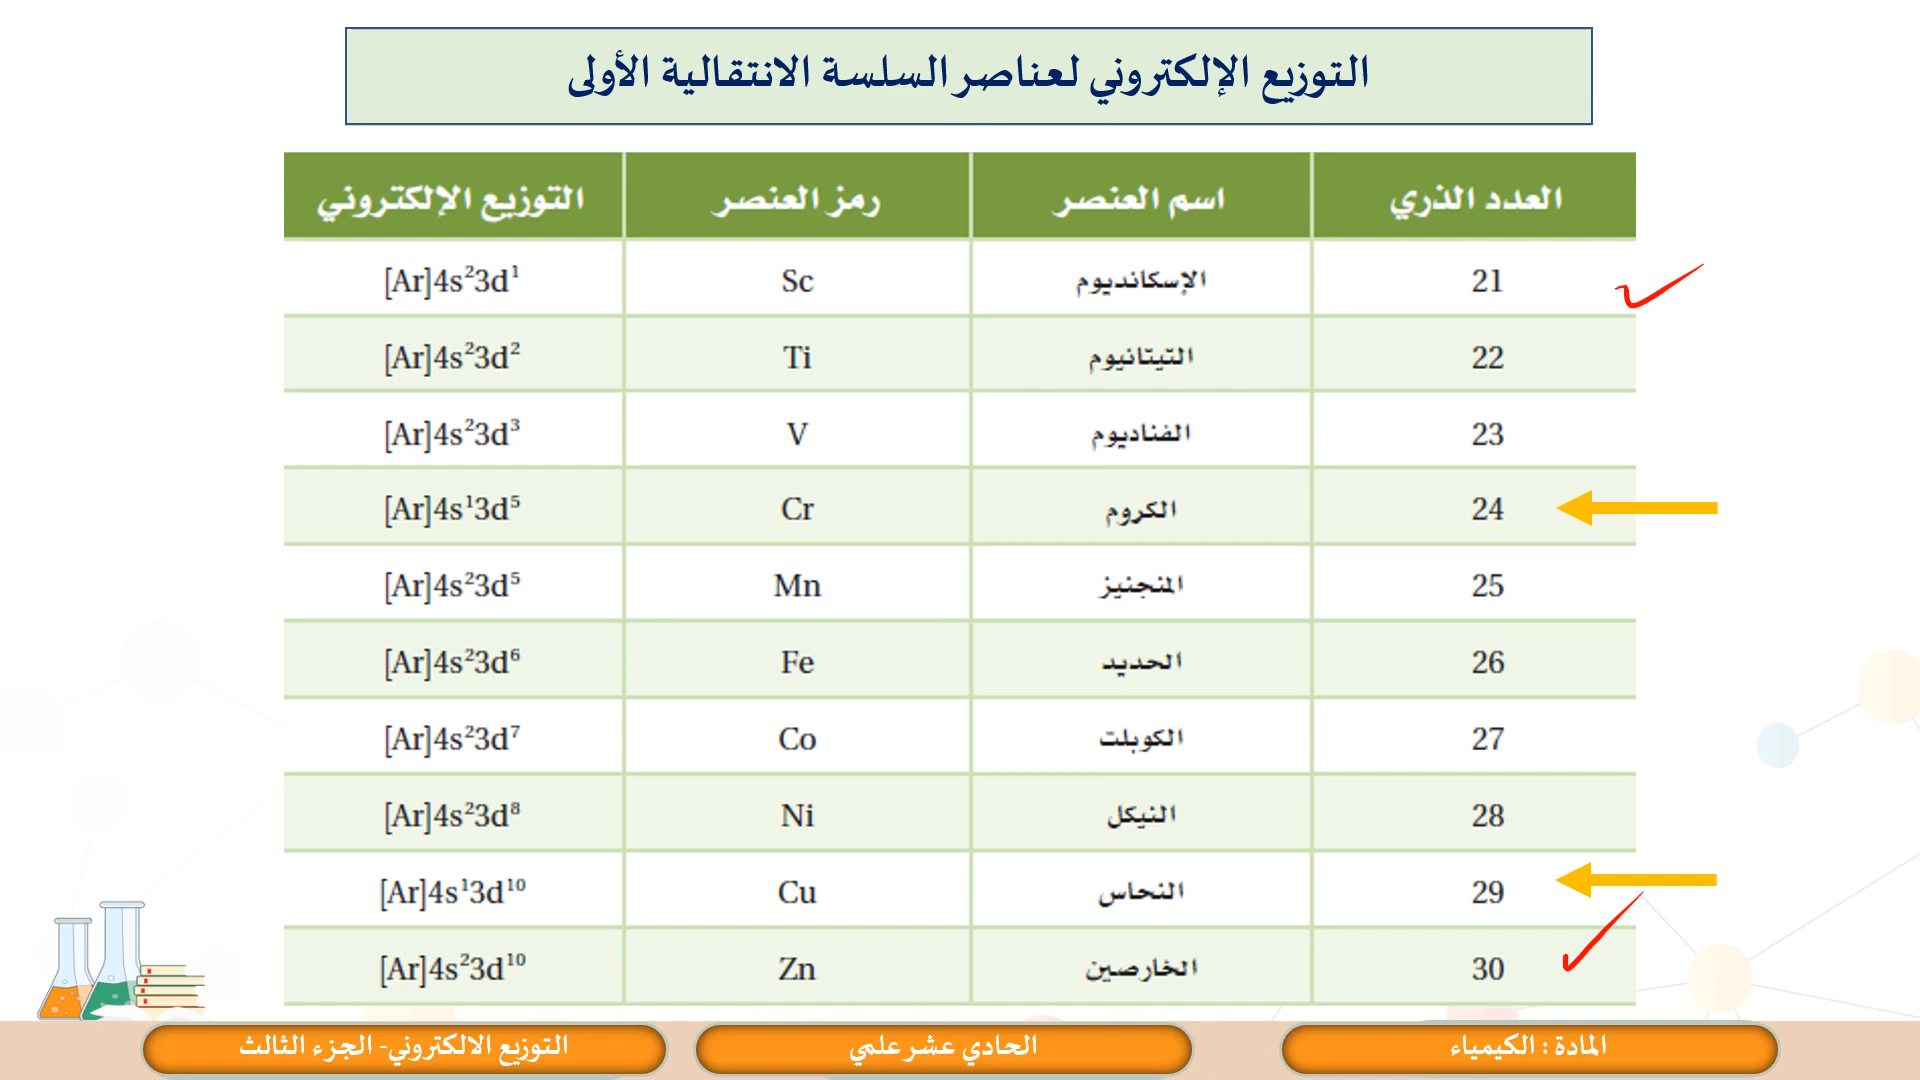 التوزيع الإلكتروني لعناصر السلسة الانتقالية الأولى
العدد الذري اسم العنصر رمز العنصر التوزيع الإلكتروني
21 الإسكانديوم Sc [Ar]4s²3d¹
22 التيتانيوم Ti [Ar]4s²3d²
23 الفناديوم V [Ar]4s²3d³
24 الكروم Cr [Ar]4s¹3d⁵
25 المنجنيز Mn [Ar]4s²3d⁵
26 الحديد Fe [Ar]4s²3d⁶
27 الكوبلت Co [Ar]4s²3d⁷
28 النيكل Ni [Ar]4s²3d⁸
29 النحاس Cu [Ar]4s¹3d¹⁰
30 الخارصين Zn [Ar]4s²3d¹⁰
المادة : الكيمياء
الحادي عشر علمي
التوزيع الالكتروني- الجزء الثالث